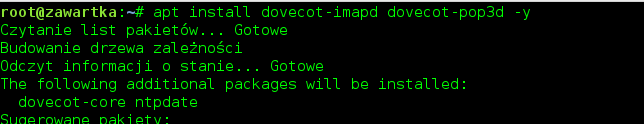 root@zawartka:~# apt install dovecot-imapd dovecot-pop3d -y
Czytanie list pakietów... Gotowe
Budowanie drzewa zależności
Odczyt informacji o stanie... Gotowe
The following additional packages will be installed:
  dovecot-core ntpdate
Sugerowane pakiety: